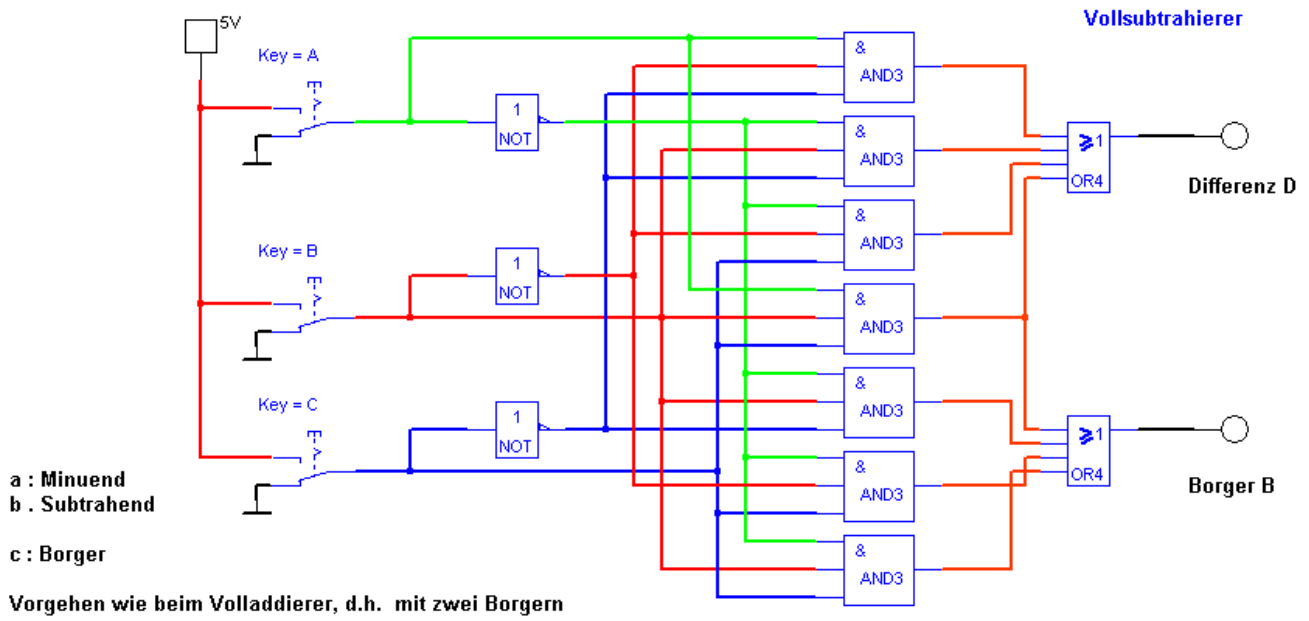 Vollsubtrahierer
5V
Key = A
&
AND3
1
NOT
&
AND3
≥1
OR4
Differenz D
&
AND3
Key = B
1
NOT
&
AND3
&
AND3
Key = C
1
NOT
≥1
OR4
Borger B
&
AND3
&
AND3
a : Minuend
b . Subtrahend
c : Borger
Vorgehen wie beim Volladdierer, d.h. mit zwei Borgern